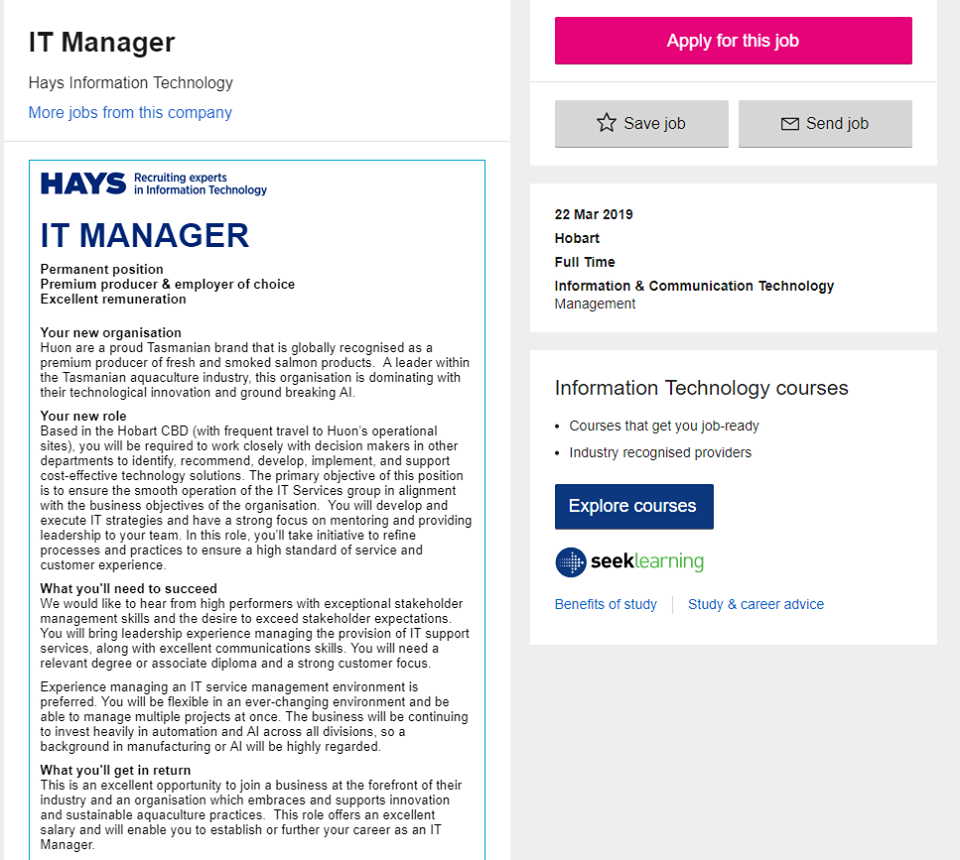 IT Manager
Hays Information Technology
More jobs from this company
HAYS Recruiting experts
in Information Technology
IT MANAGER
Permanent position
Premium producer & employer of choice
Excellent remuneration
Your new organisation
Huon are a proud Tasmanian brand that is globally recognised as a
premium producer of fresh and smoked salmon products.  A leader within
the Tasmanian aquaculture industry, this organisation is dominating with
their technological innovation and ground breaking AI.
Your new role
Based in the Hobart CBD (with frequent travel to Huon's operational
sites), you will be required to work closely with decision makers in other
departments to identify, recommend, develop, implement, and support
cost-effective technology solutions. The primary objective of this position
is to ensure the smooth operation of the IT Services group in alignment
with the business objectives of the organisation.  You will develop and
execute IT strategies and have a strong focus on mentoring and providing
leadership to your team. In this role, you'll take initiative to refine
processes and practices to ensure a high standard of service and
customer experience.
What you'll need to succeed
We would like to hear from high performers with exceptional stakeholder
management skills and the desire to exceed stakeholder expectations.
You will bring leadership experience managing the provision of IT support
services, along with excellent communications skills. You will need a
relevant degree or associate diploma and a strong customer focus.
Experience managing an IT service management environment is
preferred. You will be flexible in an ever-changing environment and be
able to manage multiple projects at once. The business will be continuing
to invest heavily in automation and AI across all divisions, so a
background in manufacturing or AI will be highly regarded.
What you'll get in return
This is an excellent opportunity to join a business at the forefront of their
industry and an organisation which embraces and supports innovation
and sustainable aquaculture practices.  This role offers an excellent
salary and will enable you to establish or further your career as an IT
Manager.
Apply for this job
Save job
Send job
22 Mar 2019
Hobart
Full Time
Information & Communication Technology
Management
Information Technology courses
• Courses that get you job-ready
• Industry recognised providers
Explore courses
seeklearning
Benefits of study
Study & career advice